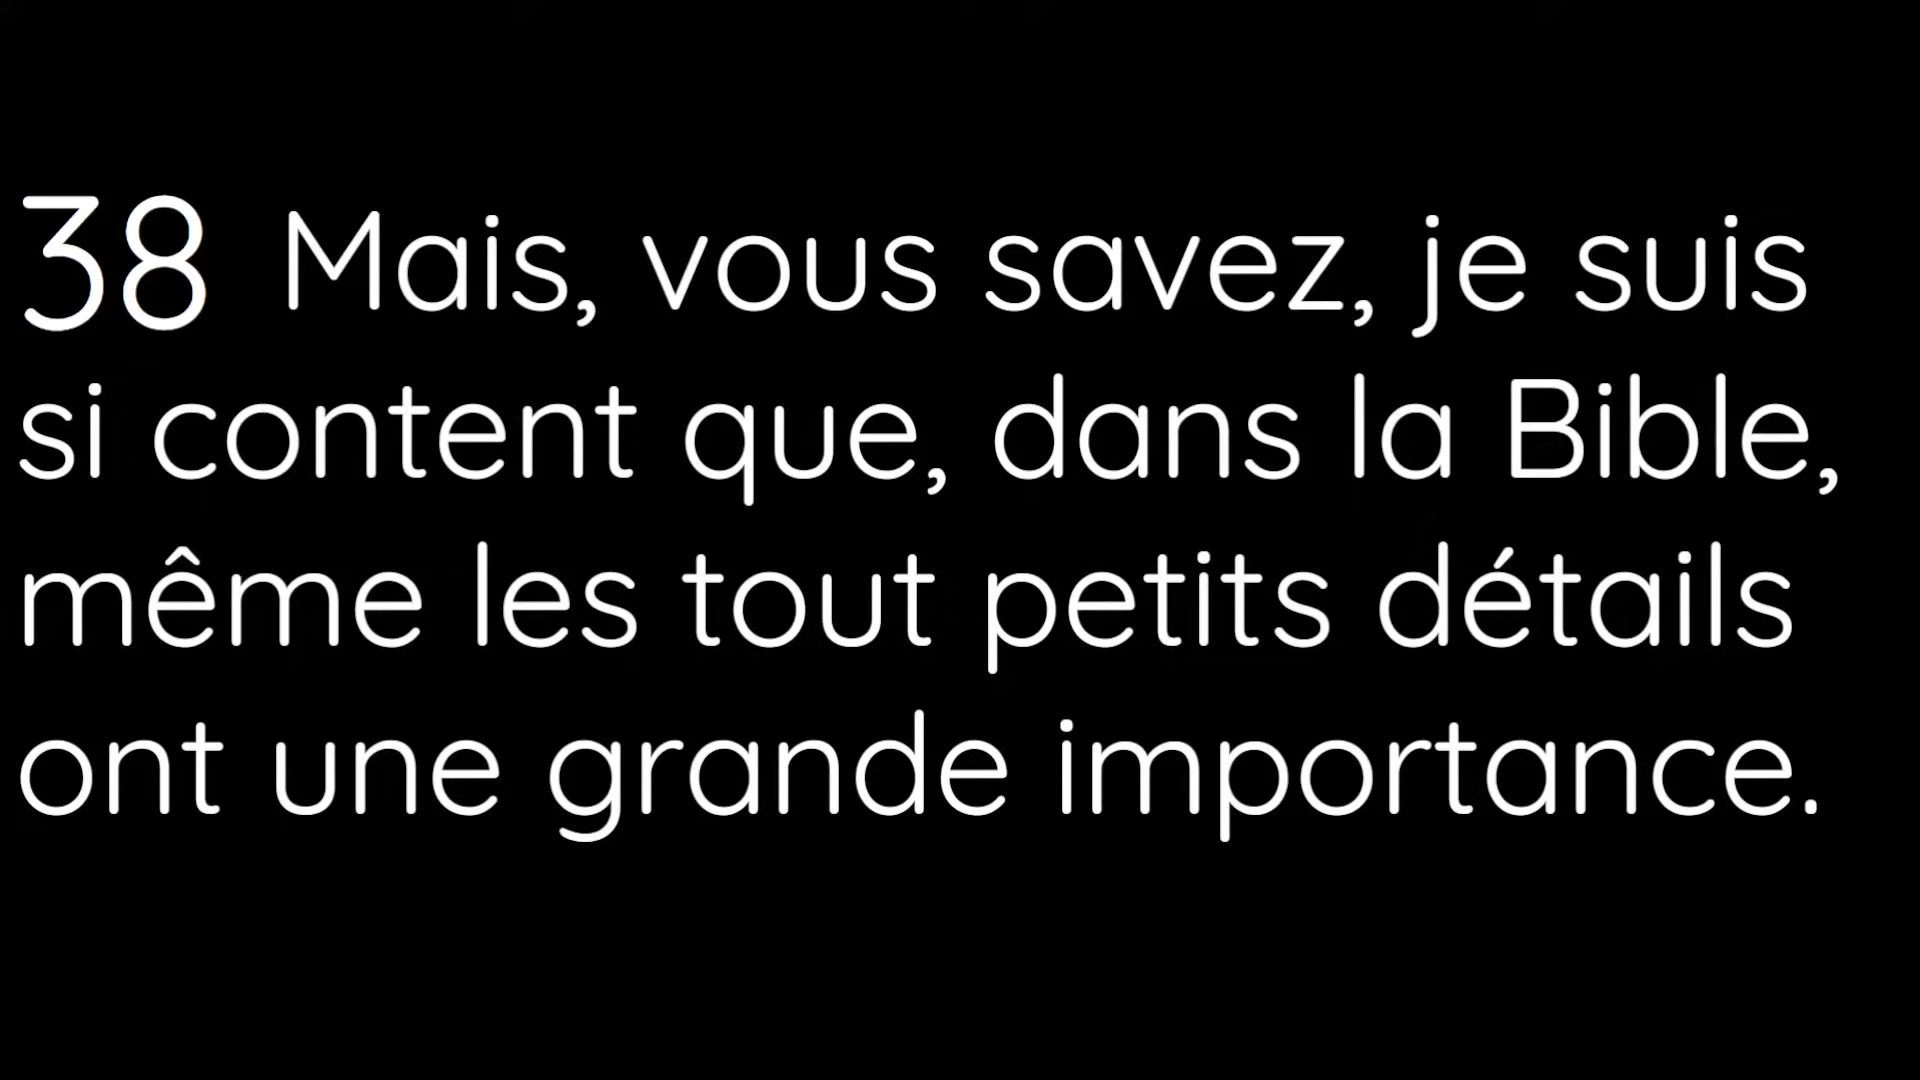 38 Mais, vous savez, je suis
si content que, dans la Bible,
même les tout petits détails
ont une grande importance.